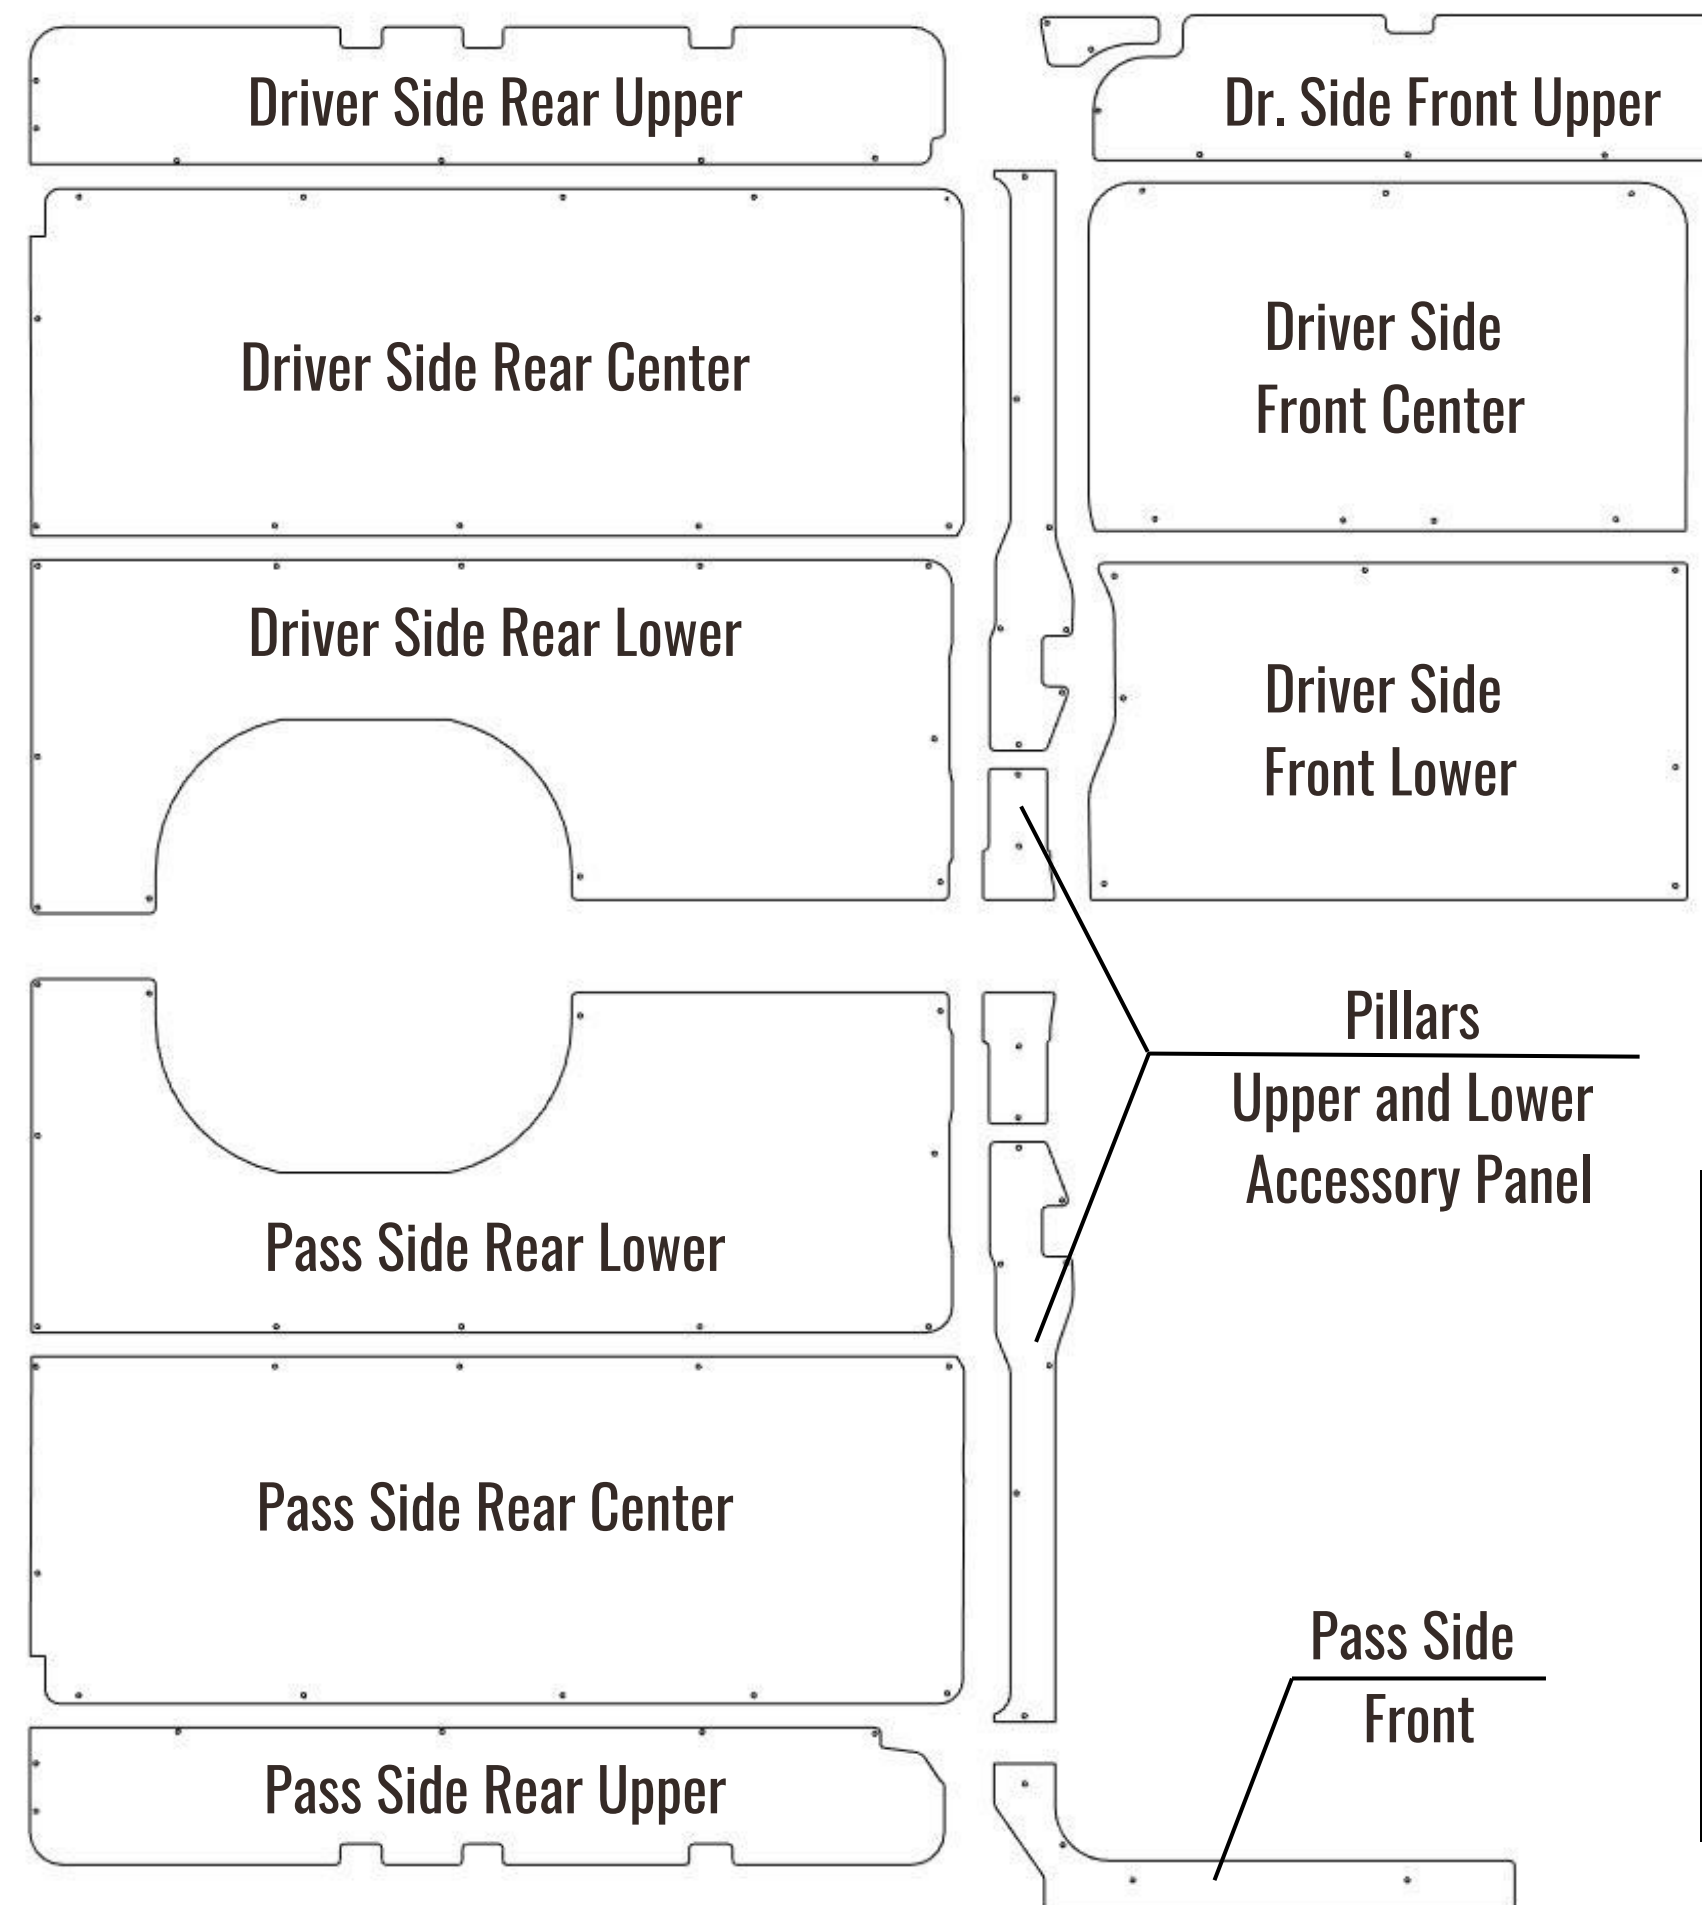 Driver Side Rear Upper
Dr. Side Front Upper
Driver Side Rear Center
Driver Side
Front Center
Driver Side Rear Lower
Driver Side
Front Lower
Pillars
Upper and Lower
Accessory Panel
Pass Side Rear Lower
Pass Side Rear Center
Pass Side
Front
Pass Side Rear Upper